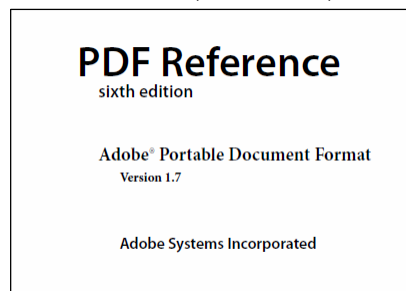 PDF Reference
sixth edition
Adobe® Portable Document Format
Version 1.7
Adobe Systems Incorporated